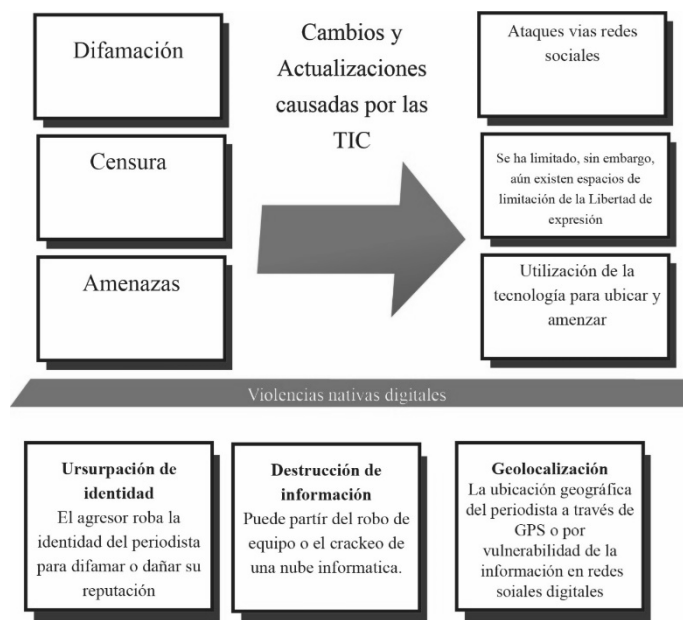 Difamación
Censura
Amenazas
Cambios y
Actualizaciones
causadas por las
TIC
Ataques vias redes
sociales
Se ha limitado, sin embargo,
aún existen espacios de
limitación de la Libertad de
expresión
Utilización de la
tecnología para ubicar y
amenzar
Violencias nativas digitales
Ursurpación de
identidad
El agresor roba la
identidad del periodista
para difamar o dañar su
reputación
Destrucción de
información
Puede partír del robo de
equipo o el crackeo de
una nube informatica.
Geolocalización
La ubicación geográfica
del periodista a través de
GPS o por
vulnerabilidad de la
información en redes
soiales digitales